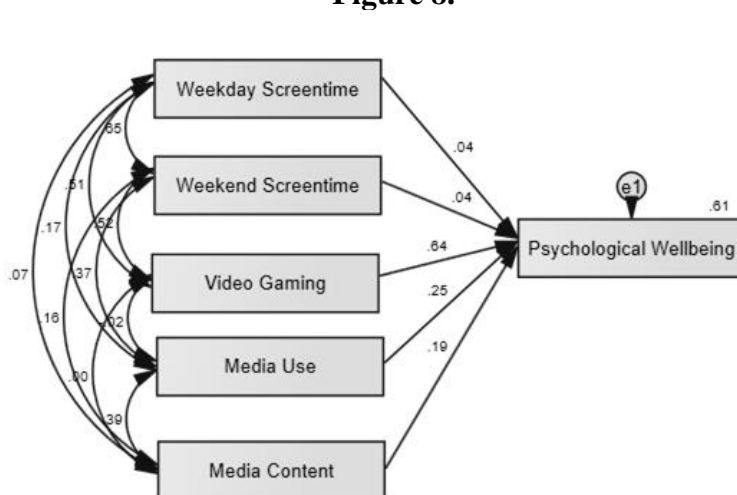 Figure
Weekday Screentime
.65
.04
Weekend Screentime
.51
.04
e1
.61
.17
.52
.64
Psychological Wellbeing
.07
.37
Video Gaming
.25
.16
.02
.19
Media Use
.00
.39
Media Content